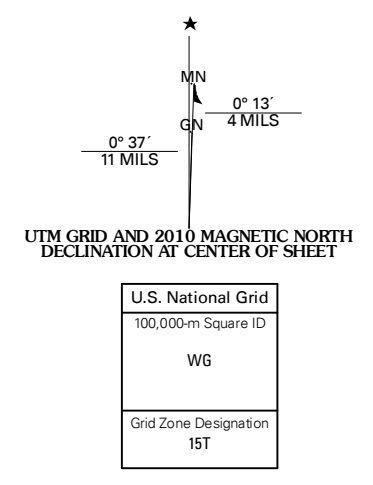 MN
0° 13´
4 MILS
GN
0° 37´
11 MILS
UTM GRID AND 2010 MAGNETIC NORTH
DECLINATION AT CENTER OF SHEET
U.S. National Grid
100,000-m Square ID
WG
Grid Zone Designation
15T